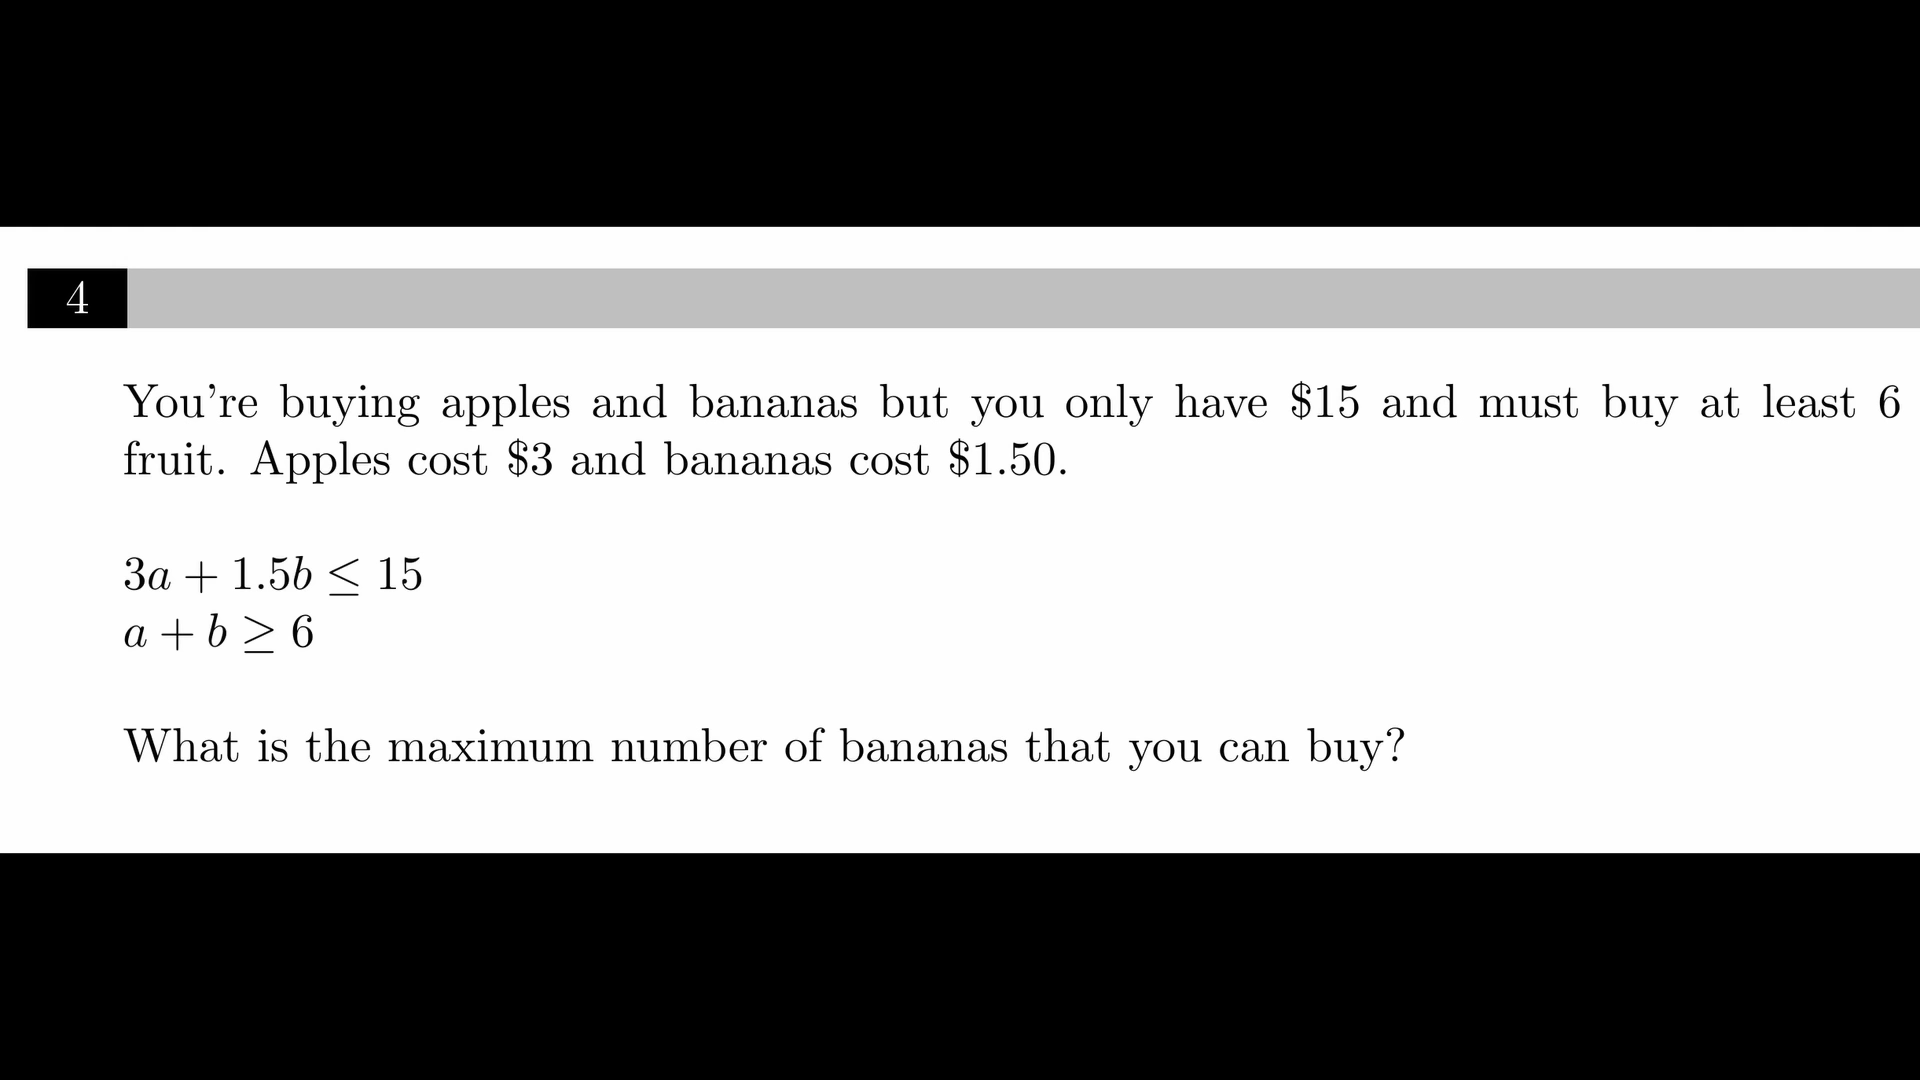 4
You're buying apples and bananas but you only have $15 and must buy at least 6
fruit. Apples cost $3 and bananas cost $1.50.
3a + 1.5b ≤ 15
a + b ≥ 6
What is the maximum number of bananas that you can buy?